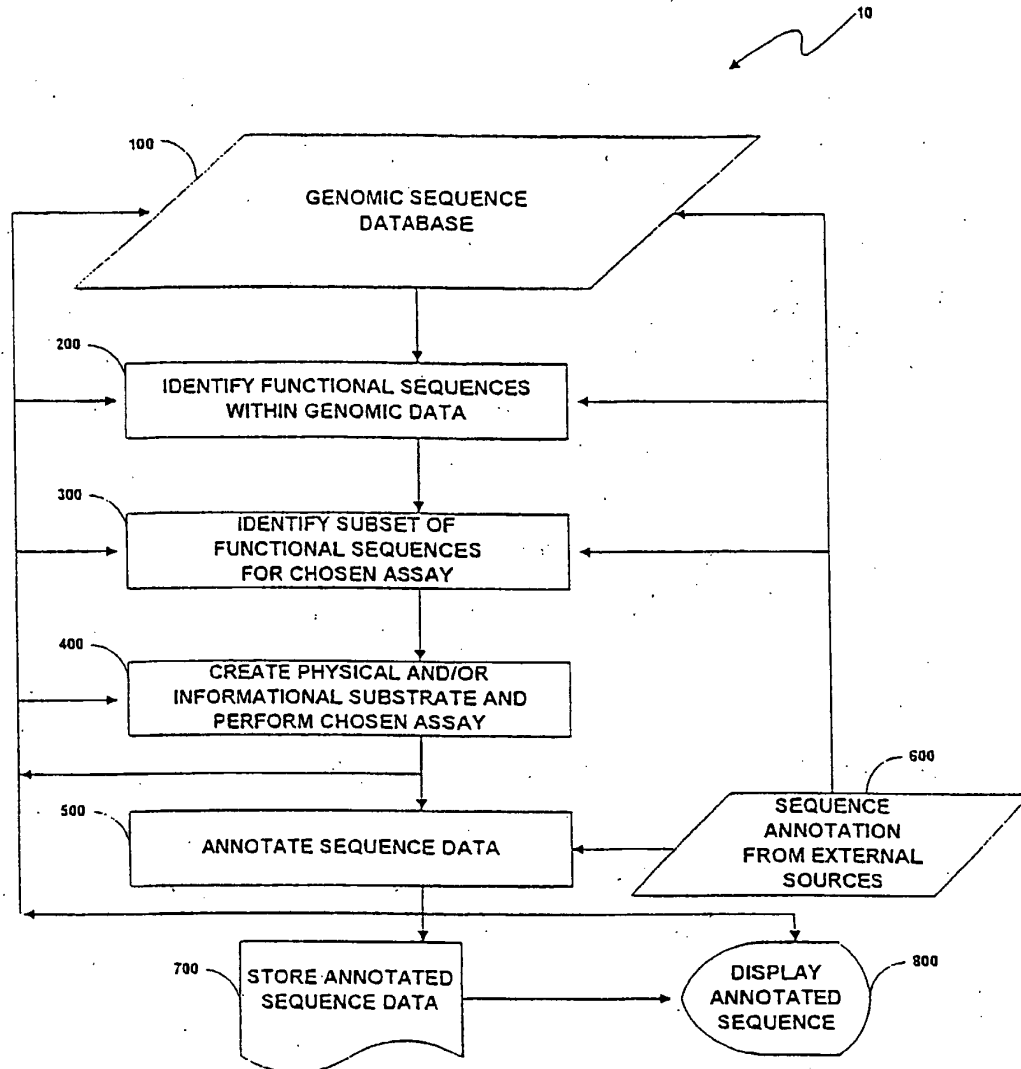 10
100
GENOMIC SEQUENCE
DATABASE
200
IDENTIFY FUNCTIONAL SEQUENCES
WITHIN GENOMIC DATA
300
IDENTIFY SUBSET OF
FUNCTIONAL SEQUENCES
FOR CHOSEN ASSAY
400
CREATE PHYSICAL AND/OR
INFORMATIONAL SUBSTRATE AND
PERFORM CHOSEN ASSAY
500
ANNOTATE SEQUENCE DATA
600
SEQUENCE
ANNOTATION
FROM EXTERNAL
SOURCES
700
STORE ANNOTATED
SEQUENCE DATA
800
DISPLAY
ANNOTATED
SEQUENCE